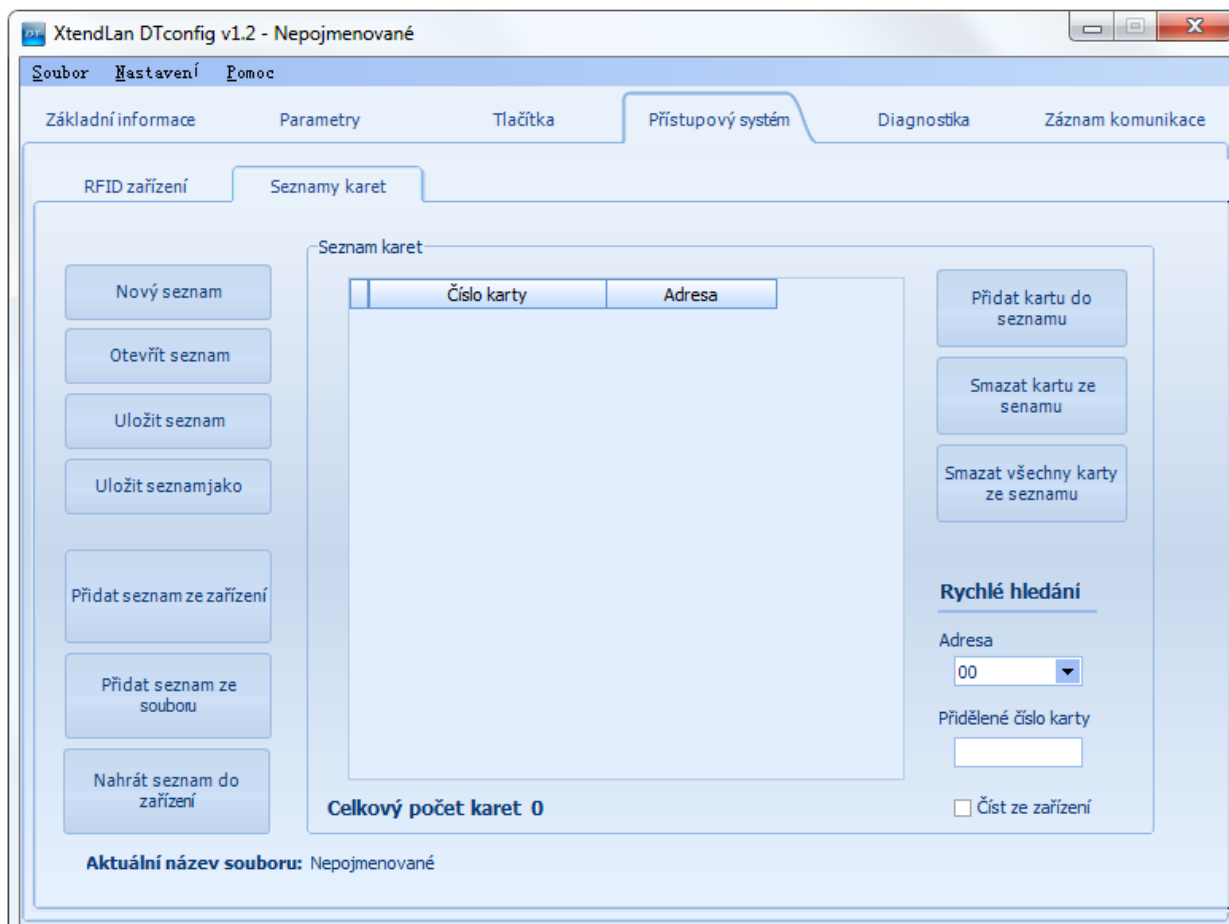 DT XtendLan DTconfig v1.2 - Nepojmenované
Soubor Nastavení Pomoc
Základní informace Parametry Tlačítka Přístupový systém Diagnostika Záznam komunikace
RFID zařízení Seznamy karet
Seznam karet
Nový seznam
Otevřít seznam
Uložit seznam
Uložit seznamjako
Přidat seznam ze zařízení
Přidat seznam ze
souboru
Nahrát seznam do
zařízení
Číslo karty Adresa
Celkový počet karet 0
Přidat kartu do
seznamu
Smazat kartu ze
senamu
Smazat všechny karty
ze seznamu
Rychlé hledání
Adresa
00
Přidělené číslo karty
Číst ze zařízení
Aktuální název souboru: Nepojmenované